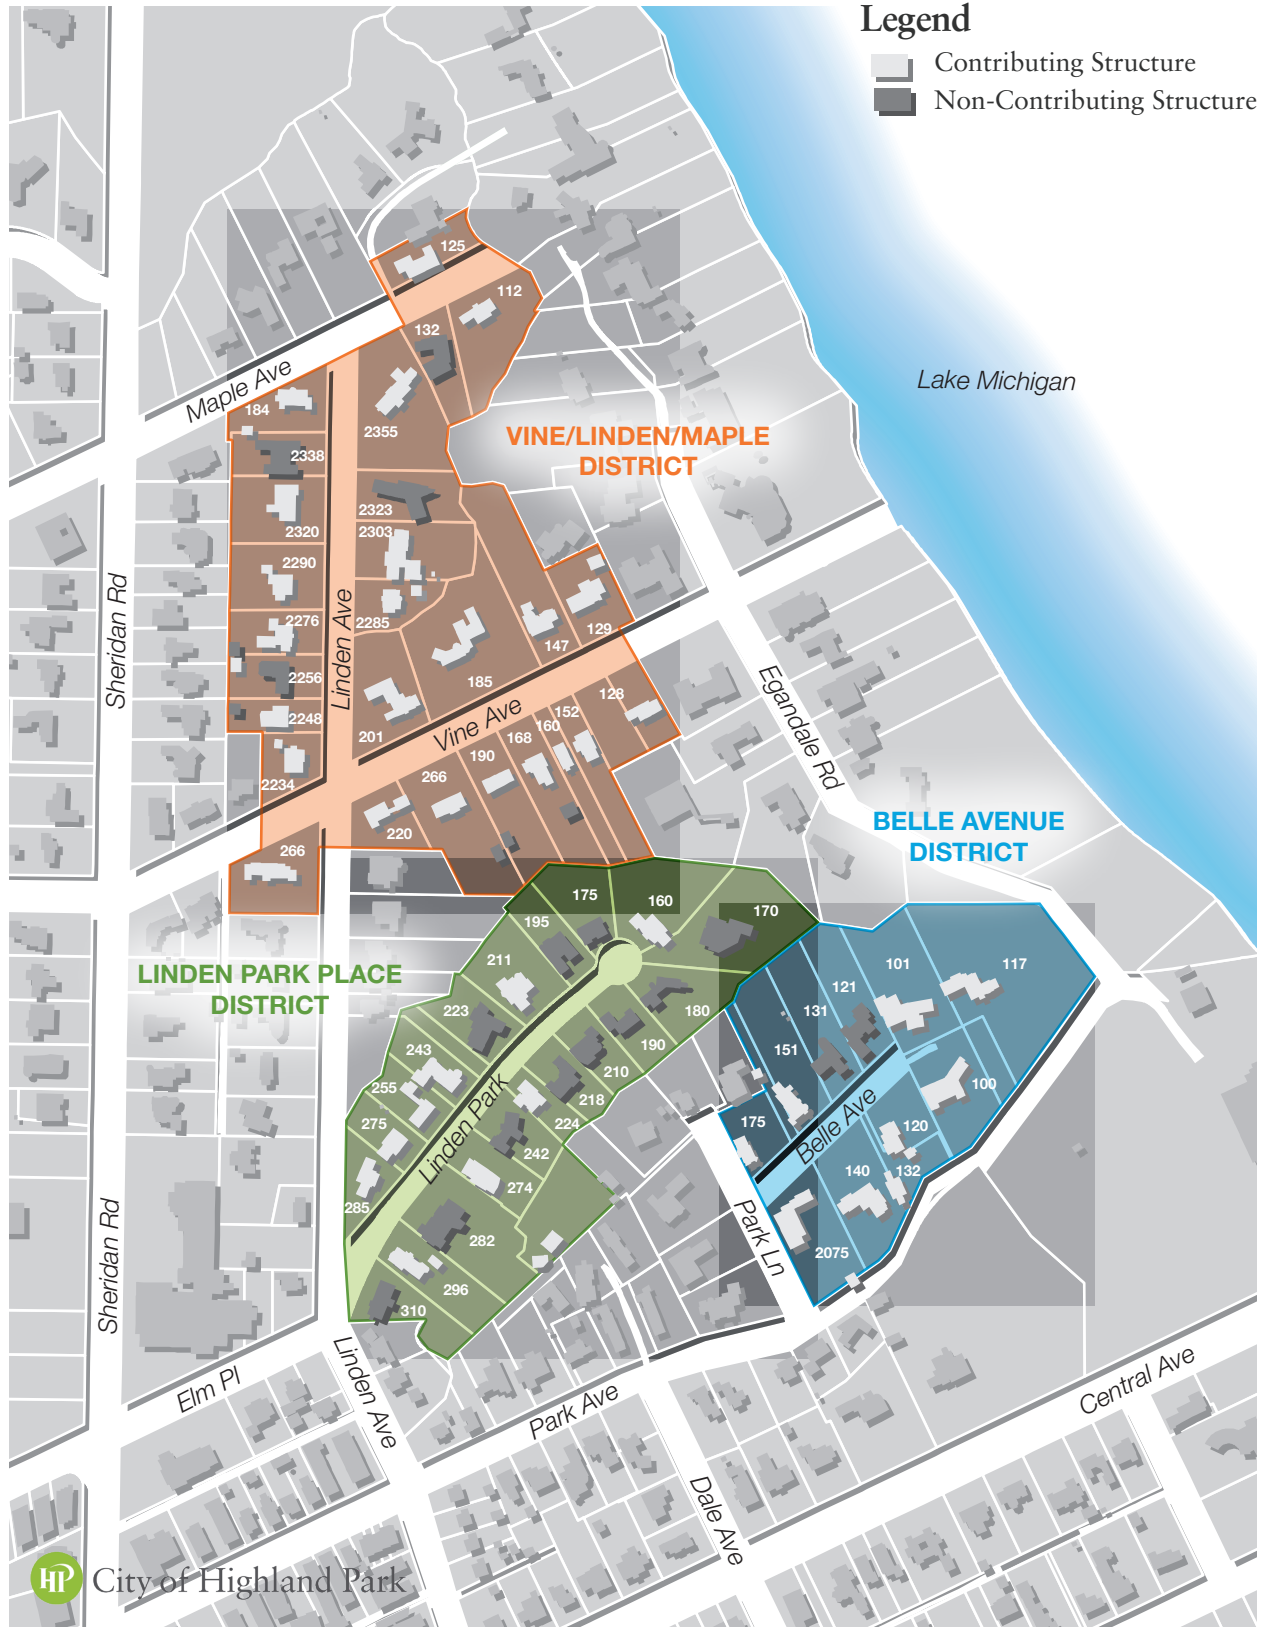 Legend
Contributing Structure
Non-Contributing Structure
125
112
132
Maple Ave
Lake Michigan
184
2355
VINE/LINDEN/MAPLE
DISTRICT
2338
2323
2320
2303
2290
Sheridan Rd
Linden Ave
2276
2285
129
147
2256
185
128
Egandale Rd
2248
152
Vine Ave
160
201
168
190
266
2234
220
BELLE AVENUE
DISTRICT
266
175
160
170
195
211
101
117
LINDEN PARK PLACE
DISTRICT
121
223
131
180
243
151
190
210
255
100
218
275
175
224
120
Belle Ave
Linden Park
242
140
132
274
285
Sheridan Rd
Park Ln
282
2075
296
310
Linden Ave
Elm Pl
Park Ave
Central Ave
Dale Ave
HP
City of Highland Park